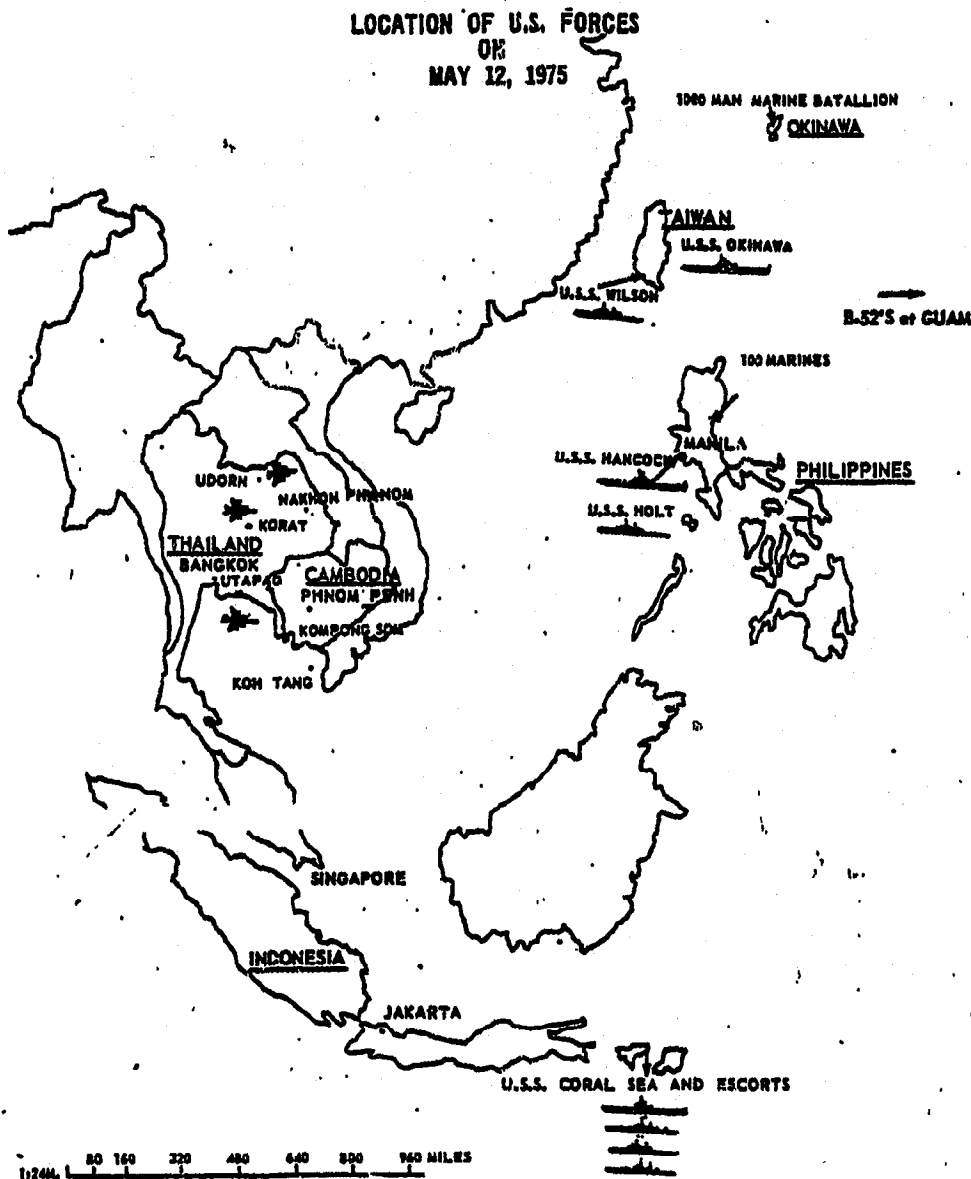 LOCATION OF U.S. FORCES
ON
MAY 12, 1975
1000 MAN MARINE BATALLION
OKINAWA
TAIWAN
U.S.S. OKINAWA
U.S.S. WILSON
B-52'S at GUAM
100 MARINES
MANILA
U.S.S. HANCOCK
PHILIPPINES
UDORN
NAKHON PHANOM
U.S.S. HOLT
KORAT
THAILAND
BANGKOK
UTAPAO
CAMBODIA
PHNOM PENH
KOMPONG SOM
KOH TANG
SINGAPORE
INDONESIA
JAKARTA
U.S.S. CORAL SEA AND ESCORTS
1:24M. 80 160 320 480 640 800 960 MILES